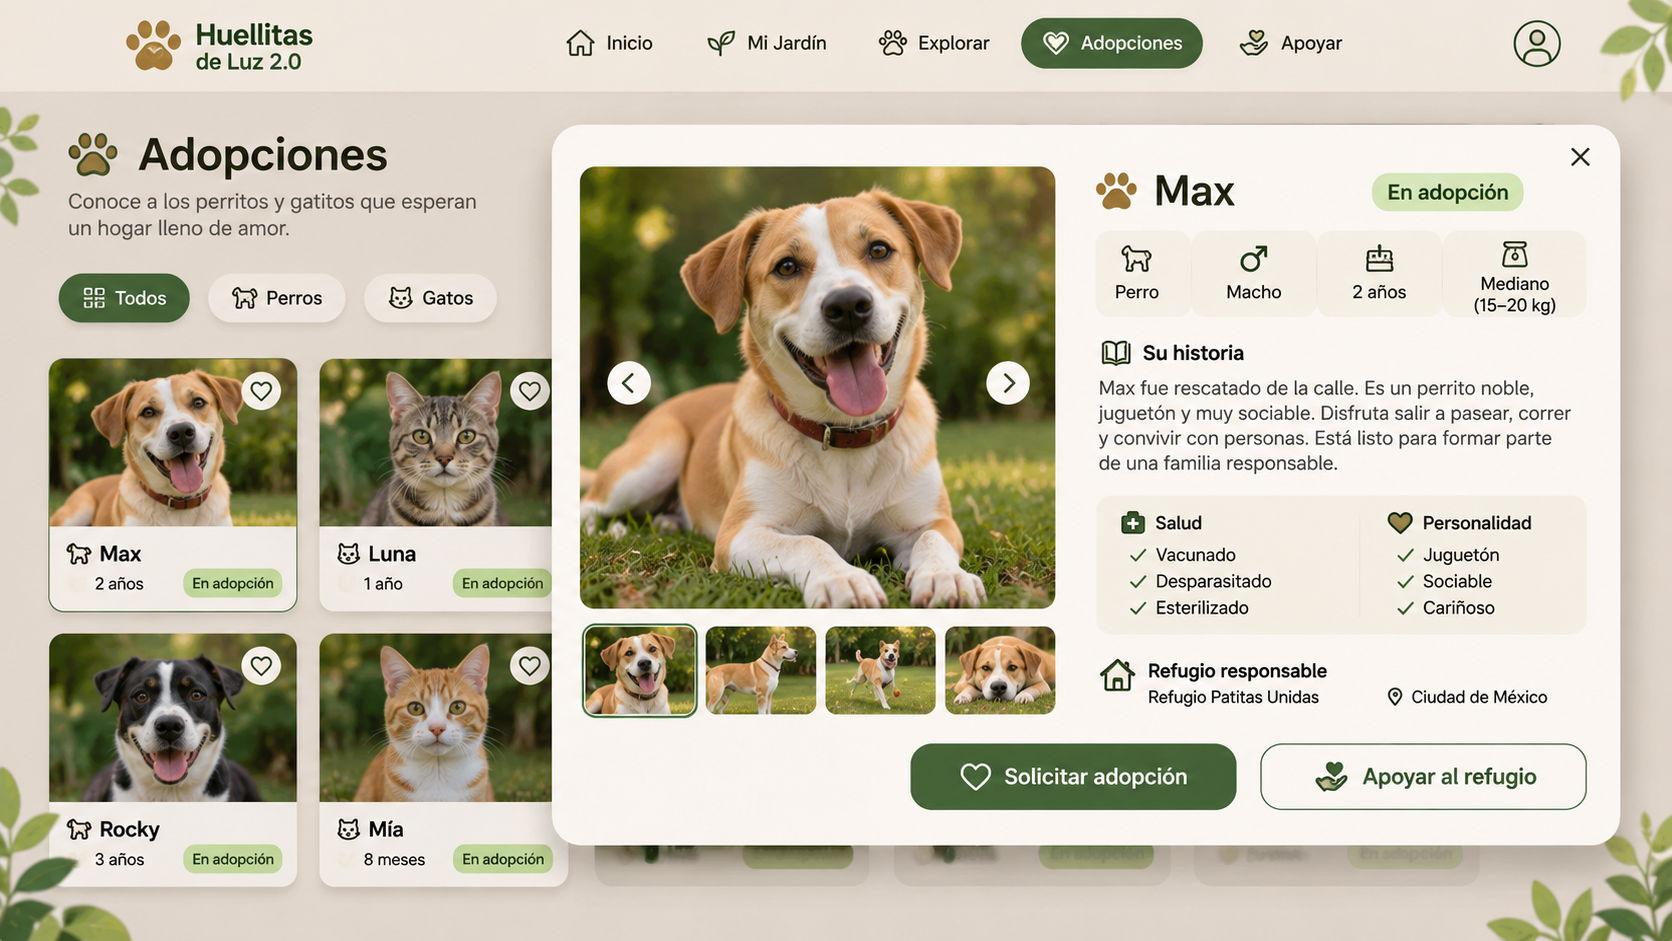 Huellitas
de Luz 2.0
Inicio
Mi Jardín
Explorar
Adopciones
Apoyar
Adopciones
Conoce a los perritos y gatitos que esperan
un hogar lleno de amor.
Todos
Perros
Gatos
Max
2 años
En adopción
Luna
1 año
En adopción
Rocky
3 años
En adopción
Mía
8 meses
En adopción
Max
En adopción
Perro
Macho
2 años
Mediano
(15–20 kg)
Su historia
Max fue rescatado de la calle. Es un perrito noble,
juguetón y muy sociable. Disfruta salir a pasear, correr
y convivir con personas. Está listo para formar parte
de una familia responsable.
Salud
Vacunado
Desparasitado
Esterilizado
Personalidad
Juguetón
Sociable
Cariñoso
Refugio responsable
Refugio Patitas Unidas
Ciudad de México
Solicitar adopción
Apoyar al refugio